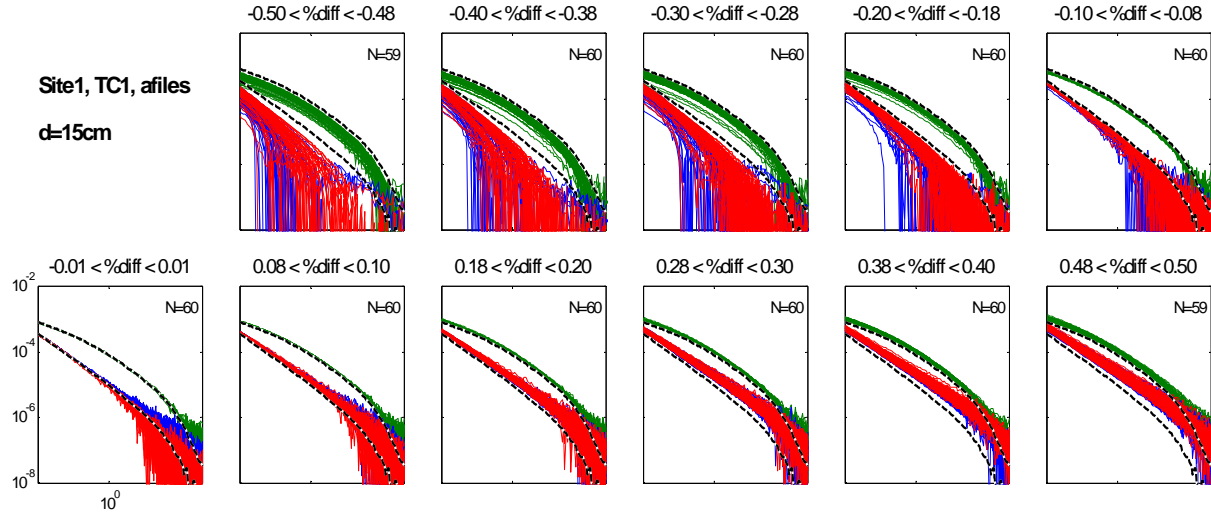 -0.50 < %diff < -0.48
-0.40 < %diff < -0.38
-0.30 < %diff < -0.28
-0.20 < %diff < -0.18
-0.10 < %diff < -0.08
N=59
N=60
N=60
N=60
N=60
Site1, TC1, afiles
d=15cm
-0.01 < %diff < 0.01
0.08 < %diff < 0.10
0.18 < %diff < 0.20
0.28 < %diff < 0.30
0.38 < %diff < 0.40
0.48 < %diff < 0.50
10⁻²
N=60
N=60
N=60
N=60
N=60
N=59
10⁻⁴
10⁻⁶
10⁻⁸
10⁰